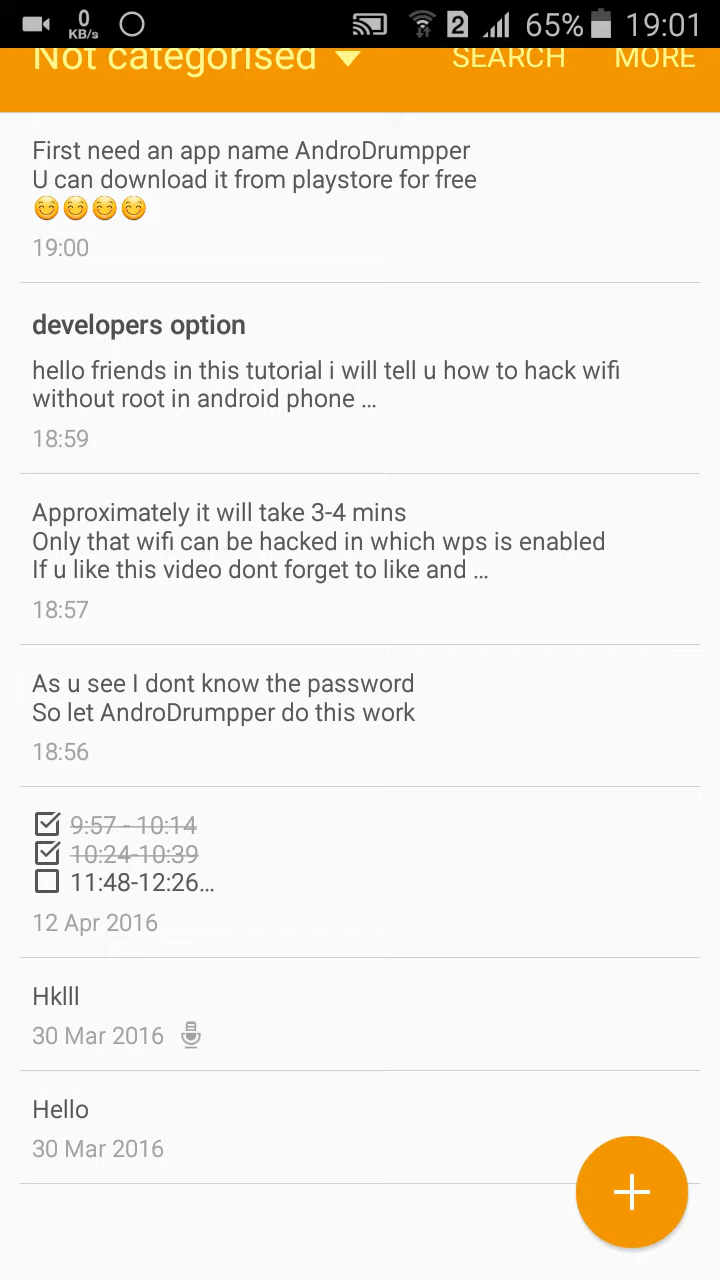 0
KB/s
2
65%
19:01
Not categorised
SEARCH
MORE
First need an app name AndroDrumpper
U can download it from playstore for free
😊😊😊😊
19:00
developers option
hello friends in this tutorial i will tell u how to hack wifi
without root in android phone ...
18:59
Approximately it will take 3-4 mins
Only that wifi can be hacked in which wps is enabled
If u like this video dont forget to like and ...
18:57
As u see I dont know the password
So let AndroDrumpper do this work
18:56
9:57 - 10:14
10:24-10:39
11:48-12:26...
12 Apr 2016
Hklll
30 Mar 2016
Hello
30 Mar 2016